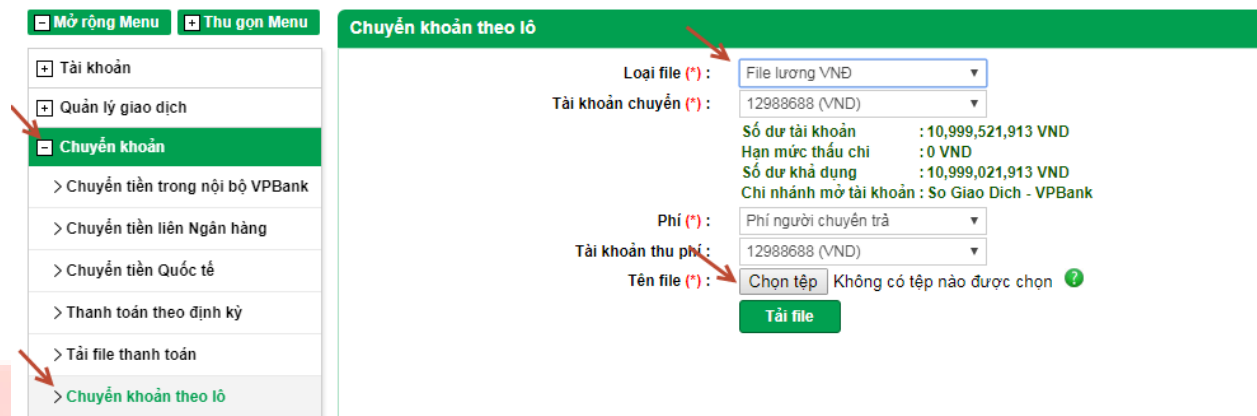 Mở rộng Menu
Thu gọn Menu
Tài khoản
Quản lý giao dịch
Chuyển khoản
Chuyển tiền trong nội bộ VPBank
Chuyển tiền liên Ngân hàng
Chuyển tiền Quốc tế
Thanh toán theo định kỳ
Tải file thanh toán
Chuyển khoản theo lô
Chuyển khoản theo lô
Loại file (*) : File lương VNĐ
Tài khoản chuyển (*) : 12988688 (VND)
Số dư tài khoản : 10,999,521,913 VND
Hạn mức thấu chi : 0 VND
Số dư khả dụng : 10,999,021,913 VND
Chi nhánh mở tài khoản : So Giao Dich - VPBank
Phí (*) : Phí người chuyển trả
Tài khoản thu phí : 12988688 (VND)
Tên file (*) : Chọn tệp Không có tệp nào được chọn
Tải file